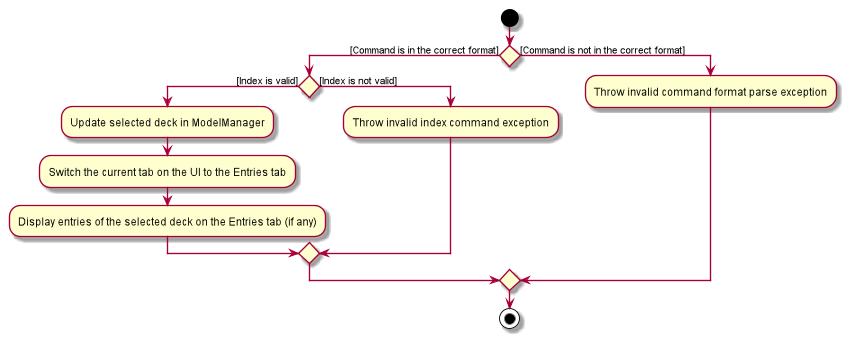 [Command is in the correct format]
[Command is not in the correct format]
[Index is valid]
[Index is not valid]
Throw invalid command format parse exception
Update selected deck in ModelManager
Throw invalid index command exception
Switch the current tab on the UI to the Entries tab
Display entries of the selected deck on the Entries tab (if any)